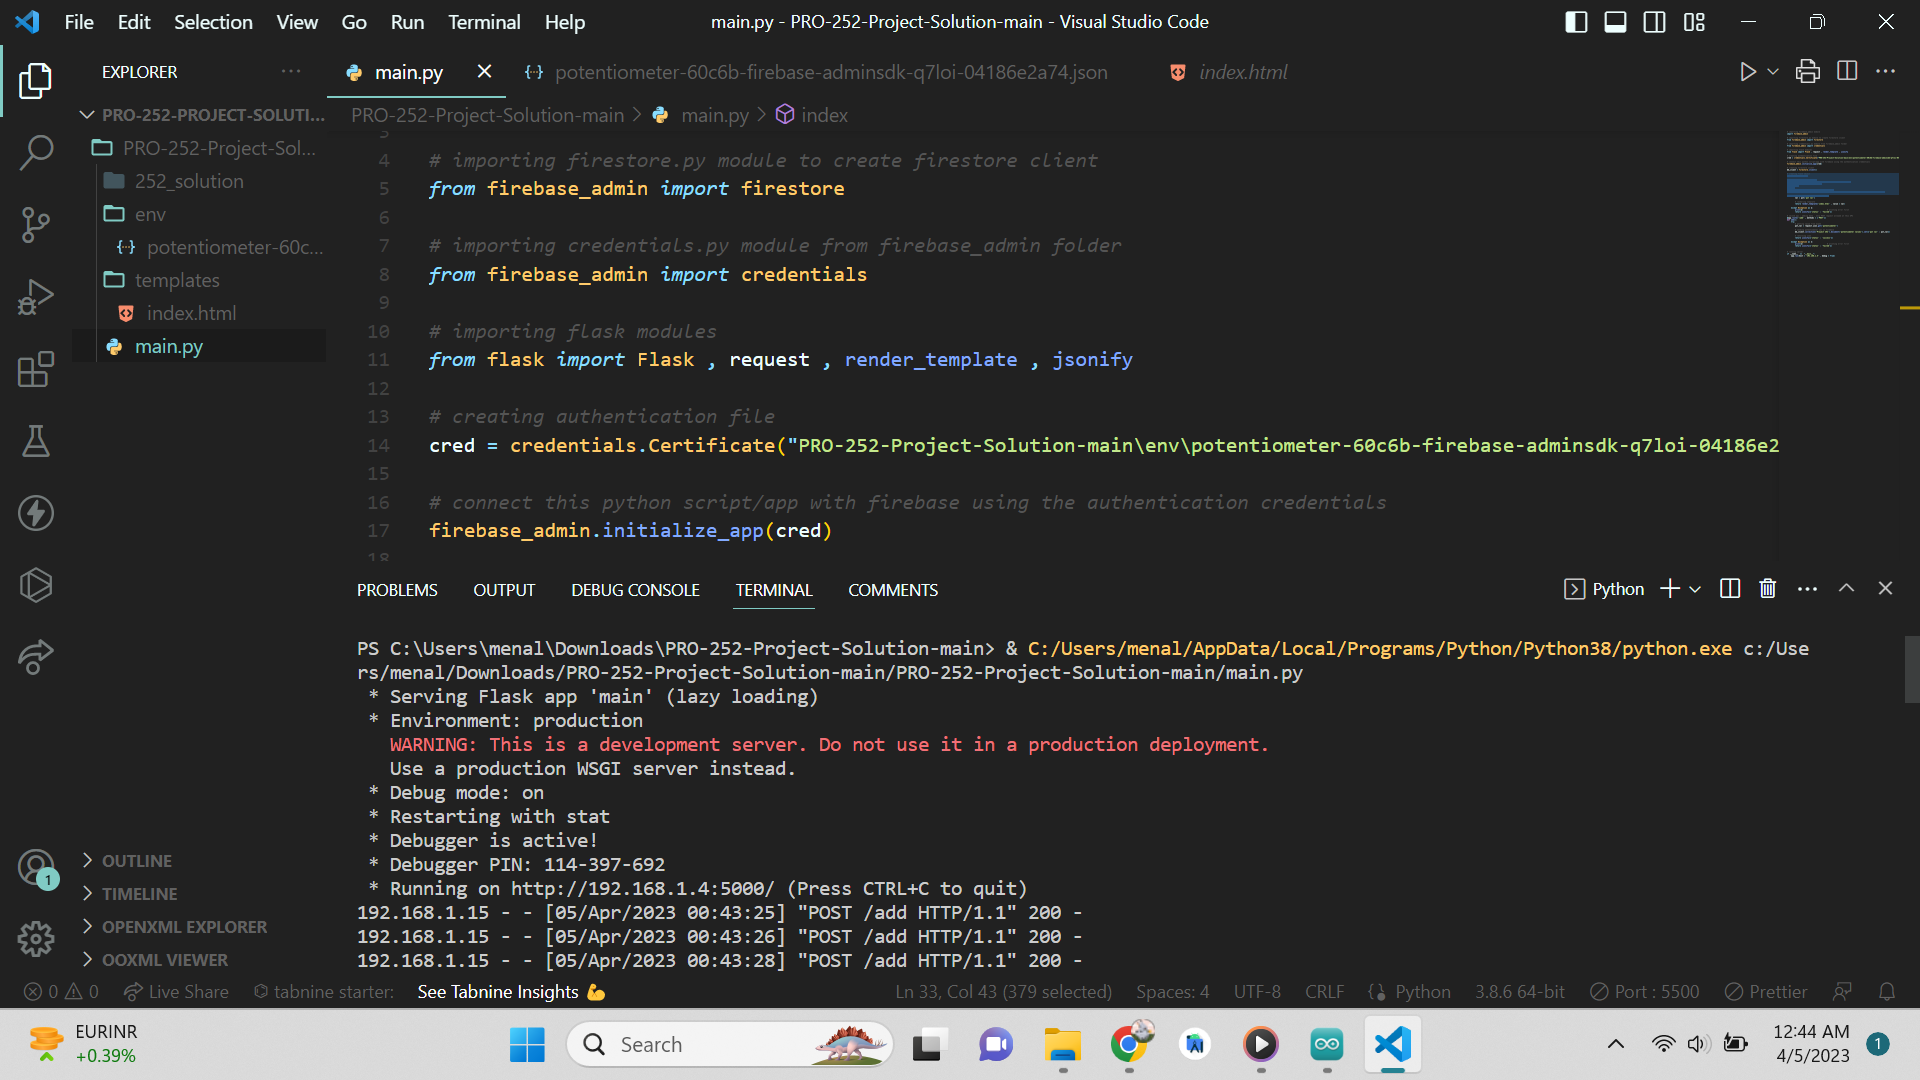 File Edit Selection View Go Run Terminal Help
main.py - PRO-252-Project-Solution-main - Visual Studio Code
EXPLORER
main.py
potentiometer-60c6b-firebase-adminsdk-q7loi-04186e2a74.json
index.html
PRO-252-PROJECT-SOLUTI...
PRO-252-Project-Sol...
252_solution
env
potentiometer-60c...
templates
index.html
main.py
PRO-252-Project-Solution-main > main.py > index
4 # importing firestore.py module to create firestore client
5 from firebase_admin import firestore
6
7 # importing credentials.py module from firebase_admin folder
8 from firebase_admin import credentials
9
10 # importing flask modules
11 from flask import Flask , request , render_template , jsonify
12
13 # creating authentication file
14 cred = credentials.Certificate("PRO-252-Project-Solution-main\env\potentiometer-60c6b-firebase-adminsdk-q7loi-04186e2
15
16 # connect this python script/app with firebase using the authentication credentials
17 firebase_admin.initialize_app(cred)
18
PROBLEMS OUTPUT DEBUG CONSOLE TERMINAL COMMENTS
Python
PS C:\Users\menal\Downloads\PRO-252-Project-Solution-main> & C:/Users/menal/AppData/Local/Programs/Python/Python38/python.exe c:/Use
rs/menal/Downloads/PRO-252-Project-Solution-main/PRO-252-Project-Solution-main/main.py
* Serving Flask app 'main' (lazy loading)
* Environment: production
WARNING: This is a development server. Do not use it in a production deployment.
Use a production WSGI server instead.
* Debug mode: on
* Restarting with stat
* Debugger is active!
* Debugger PIN: 114-397-692
* Running on http://192.168.1.4:5000/ (Press CTRL+C to quit)
192.168.1.15 - - [05/Apr/2023 00:43:25] "POST /add HTTP/1.1" 200 -
192.168.1.15 - - [05/Apr/2023 00:43:26] "POST /add HTTP/1.1" 200 -
192.168.1.15 - - [05/Apr/2023 00:43:28] "POST /add HTTP/1.1" 200 -
1
OUTLINE
TIMELINE
OPENXML EXPLORER
OOXML VIEWER
0 0 Live Share tabnine starter: See Tabnine Insights Ln 33, Col 43 (379 selected) Spaces: 4 UTF-8 CRLF Python 3.8.6 64-bit Port : 5500 Prettier
EURINR
+0.39%
Search
12:44 AM
4/5/2023
1